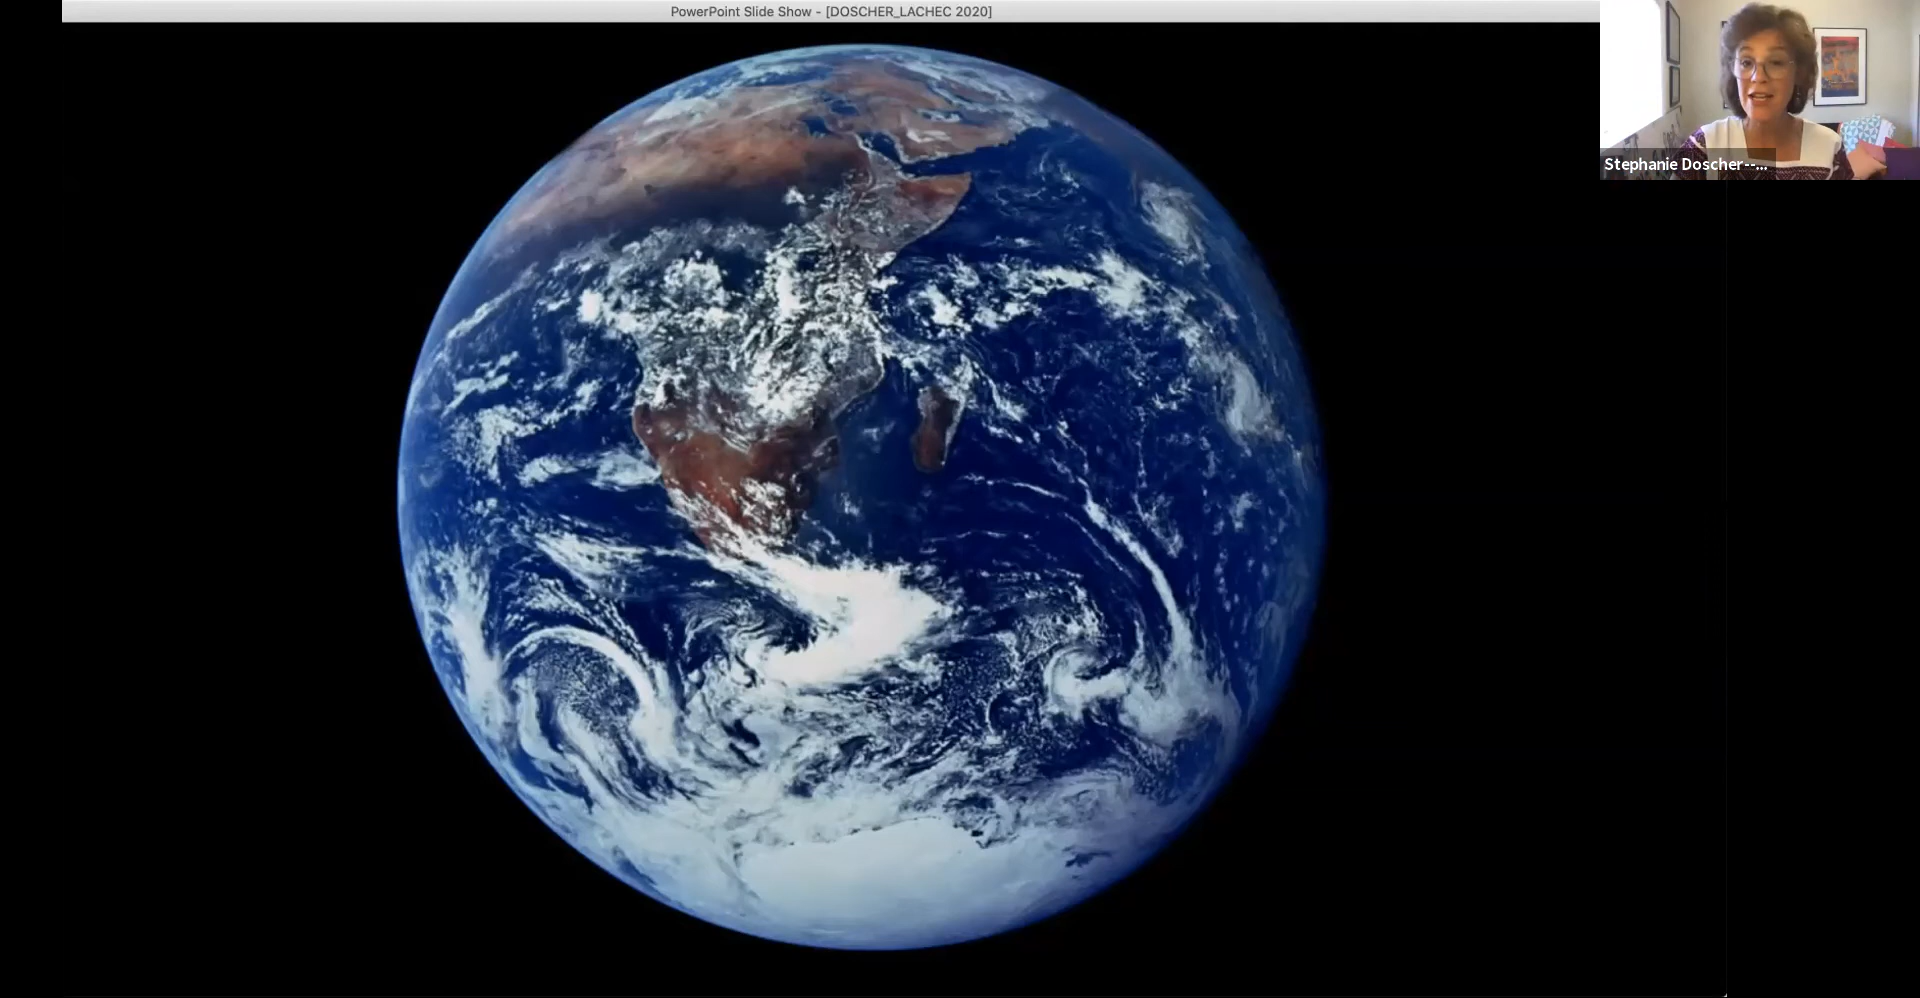 PowerPoint Slide Show - [DOSCHER_LACHEC 2020]
Stephanie Doscher--...